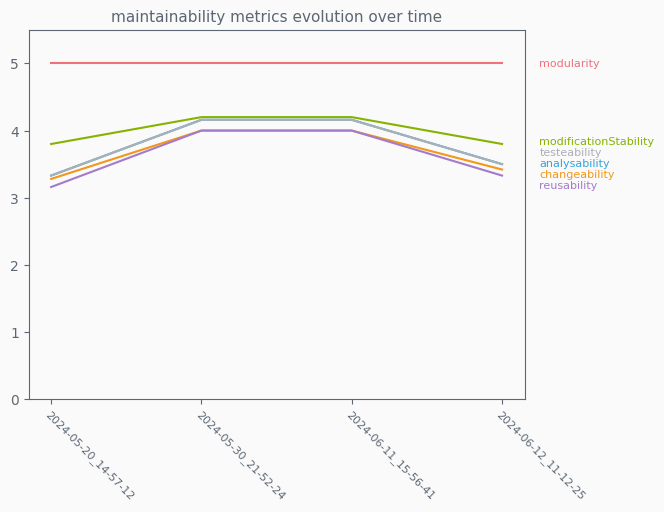 maintainability metrics evolution over time
5
4
3
2
1
0
modularity
modificationStability
testeability
analysability
changeability
reusability
2024-05-20_14-57-12
2024-05-30_21-52-24
2024-06-11_15-56-41
2024-06-12_11-12-25